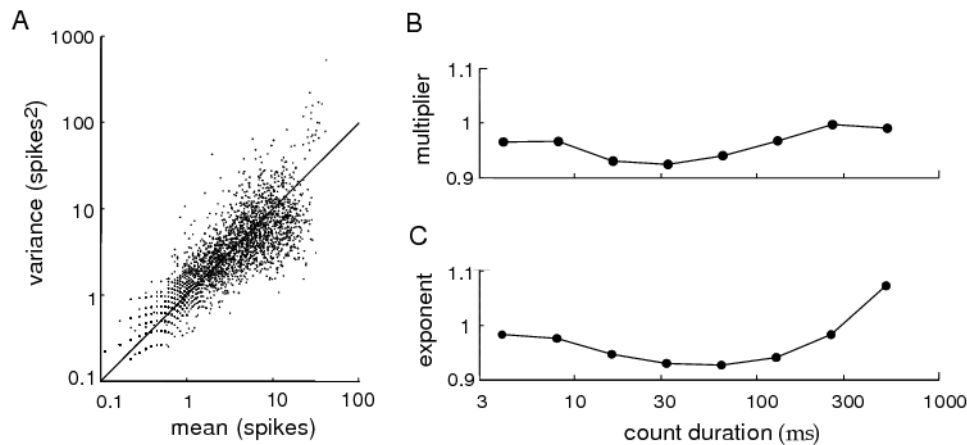 A
1000
100
10
1
0.1
variance (spikes2)
0.1 1 10 100
mean (spikes)
B
1.1
1
0.9
multiplier
C
1.1
1
0.9
exponent
3 10 30 100 300 1000
count duration (ms)